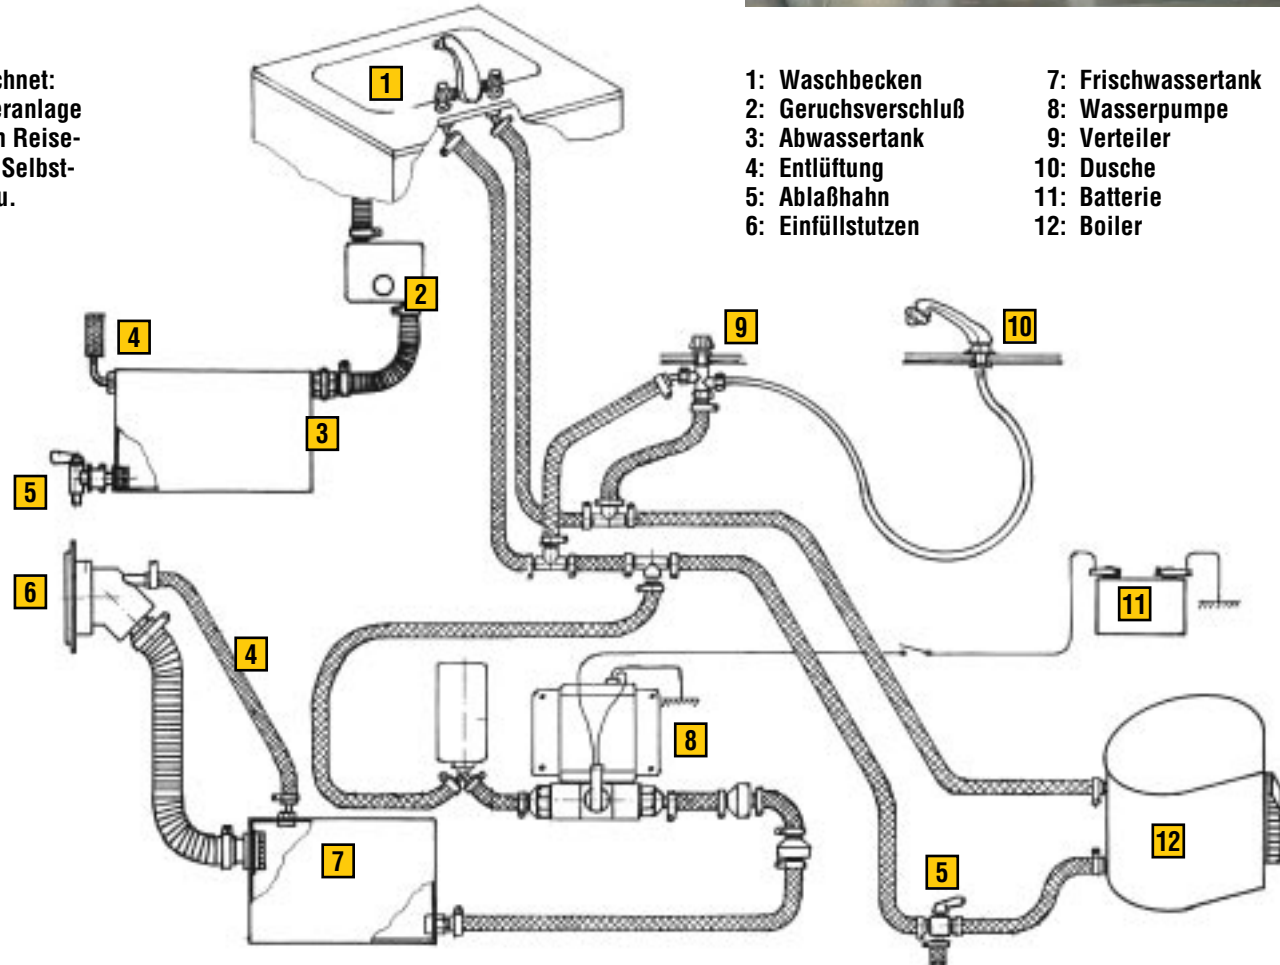 chnet:
eranlage
n Reise-
Selbst-
u.
1: Waschbecken
2: Geruchsverschluß
3: Abwassertank
4: Entlüftung
5: Ablaßhahn
6: Einfüllstutzen
7: Frischwassertank
8: Wasserpumpe
9: Verteiler
10: Dusche
11: Batterie
12: Boiler
1
2
4
3
5
9
10
6
4
11
8
7
12
5